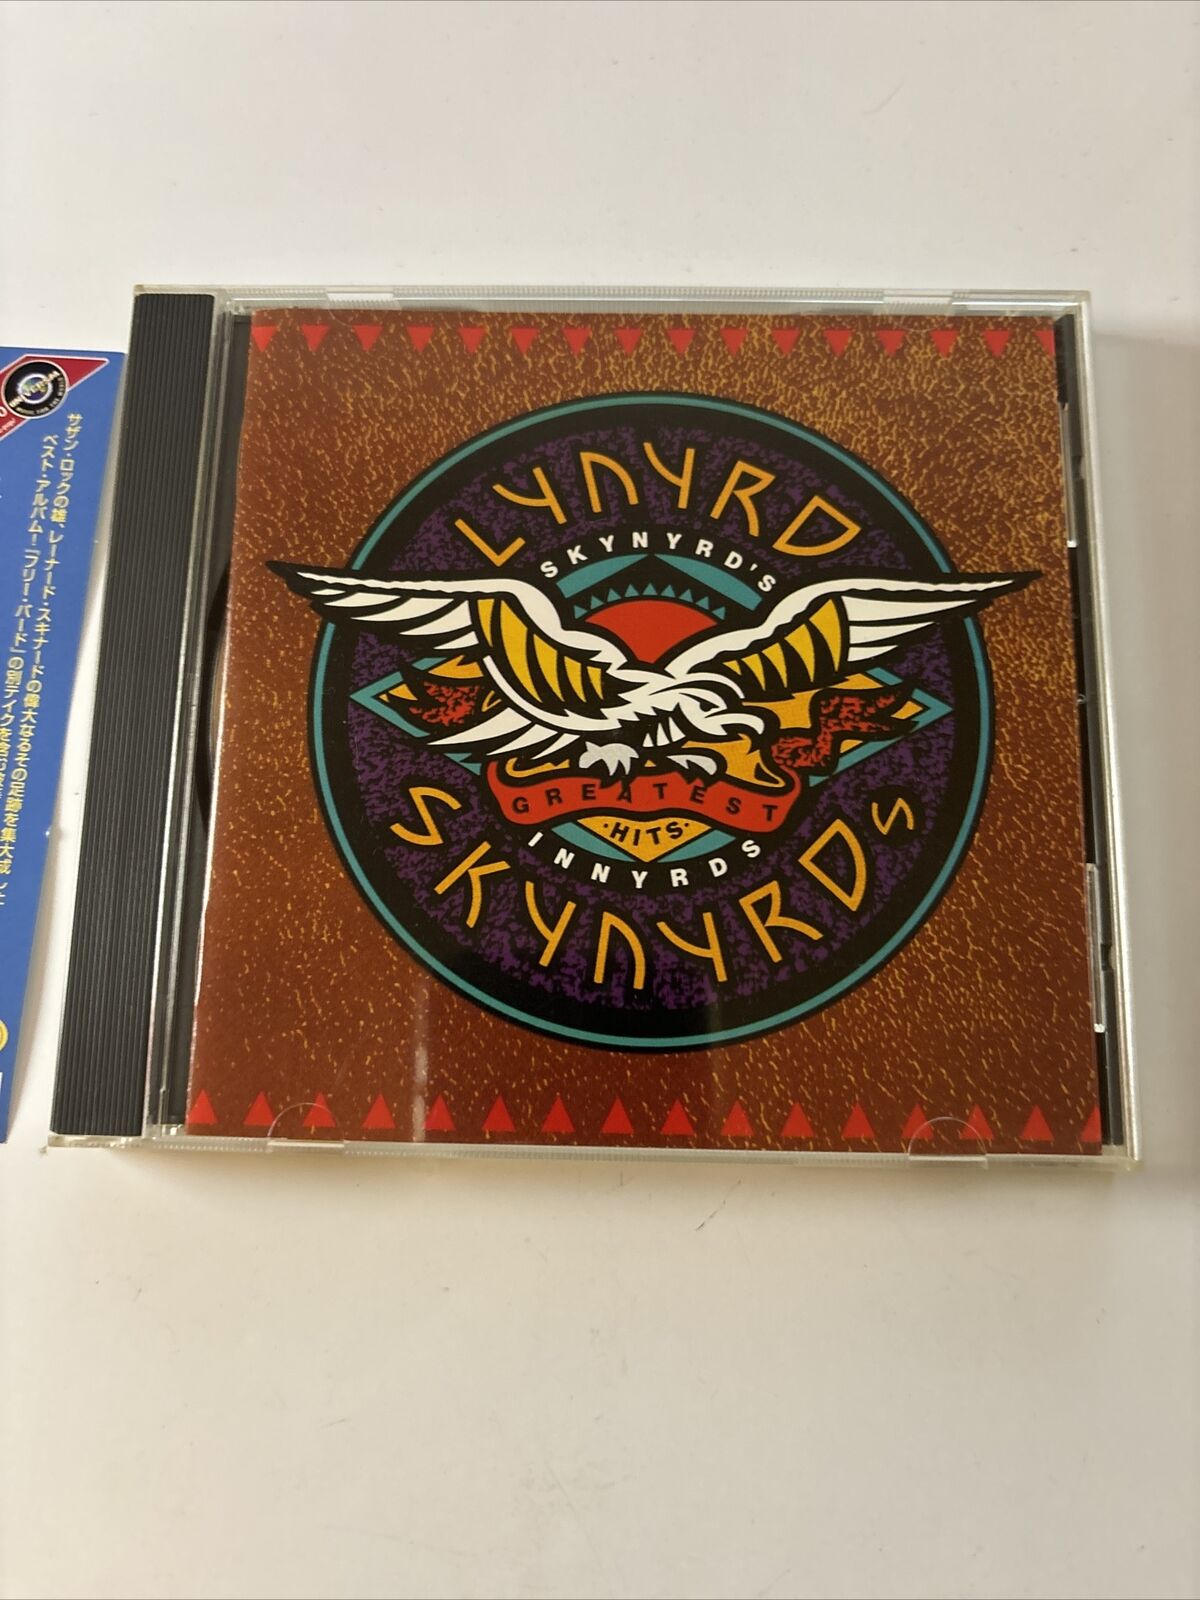 LYNYRD
SKYNYRD'S
GREATEST
·HITS·
INNYRDS
SKYNYRDS
サザン・ロックの雄、レーナード・スキナードの偉大なるその足跡を集大成した
ベスト・アルバム!「フリー・バード」の別テイクを含む